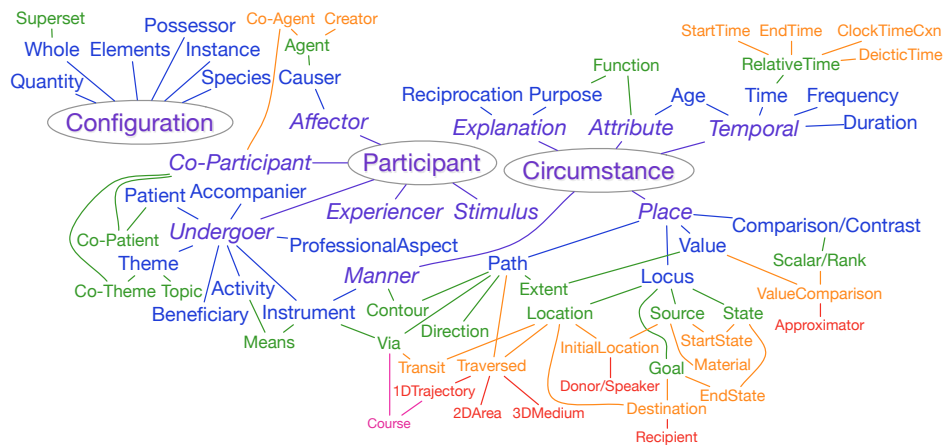 Superset
Co-Agent
Creator
Possessor
Whole
Elements
Instance
Agent
Quantity
Species
Causer
Configuration
Affector
StartTime
EndTime
ClockTimeCxn
DeicticTime
RelativeTime
Function
Reciprocation
Purpose
Age
Time
Frequency
Explanation
Attribute
Temporal
Duration
Co-Participant
Participant
Circumstance
Patient
Accompanier
Experiencer
Stimulus
Place
Comparison/Contrast
Co-Patient
Undergoer
ProfessionalAspect
Value
Theme
Manner
Path
Locus
Scalar/Rank
Co-Theme
Topic
Activity
Extent
ValueComparison
Beneficiary
Instrument
Contour
Location
Source
State
Approximator
Means
Via
Direction
InitialLocation
StartState
Transit
Traversed
Goal
Material
1DTrajectory
Donor/Speaker
EndState
Course
2DArea
3DMedium
Destination
Recipient